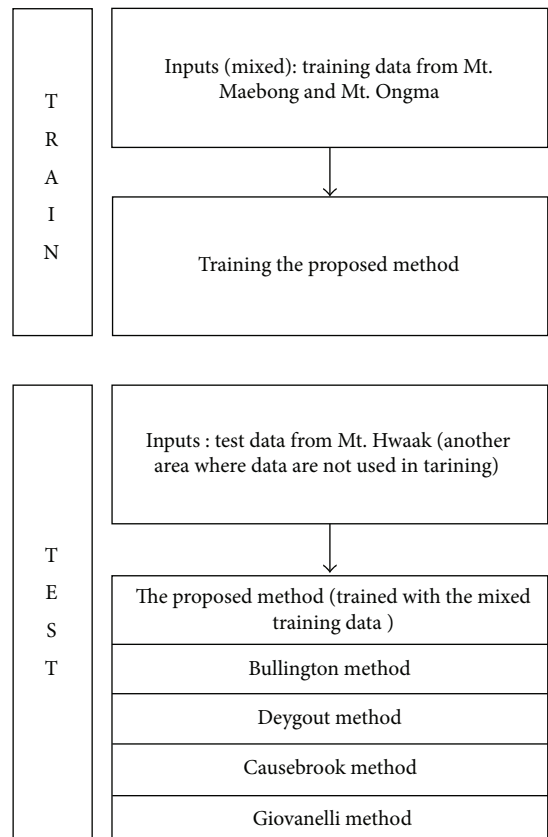 T
R
A
I
N
Inputs (mixed): training data from Mt.
Maebong and Mt. Ongma
Training the proposed method
T
E
S
T
Inputs : test data from Mt. Hwaak (another
area where data are not used in tarining)
The proposed method (trained with the mixed
training data )
Bullington method
Deygout method
Causebrook method
Giovanelli method